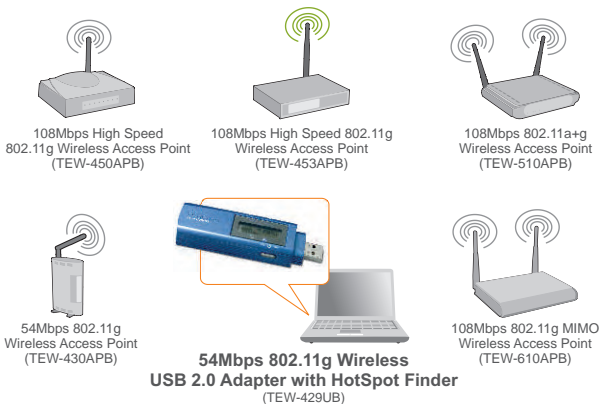 108Mbps High Speed
802.11g Wireless Access Point
(TEW-450APB)
108Mbps High Speed 802.11g
Wireless Access Point
(TEW-453APB)
108Mbps 802.11a+g
Wireless Access Point
(TEW-510APB)
54Mbps 802.11g
Wireless Access Point
(TEW-430APB)
54Mbps 802.11g Wireless
USB 2.0 Adapter with HotSpot Finder
(TEW-429UB)
108Mbps 802.11g MIMO
Wireless Access Point
(TEW-610APB)